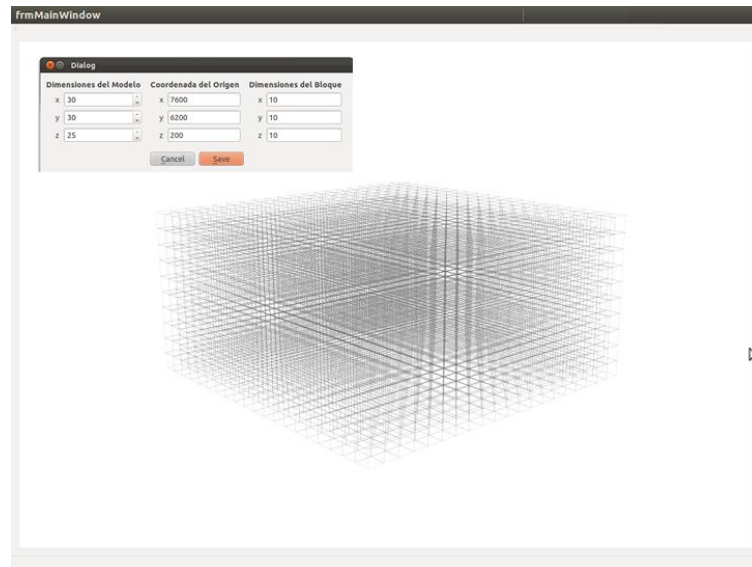 frmMainWindow
Dialog
Dimensiones del Modelo Coordenada del Origen Dimensiones del Bloque
x 30 x 7600 x 10
y 30 y 6200 y 10
z 25 z 200 z 10
Cancel Save